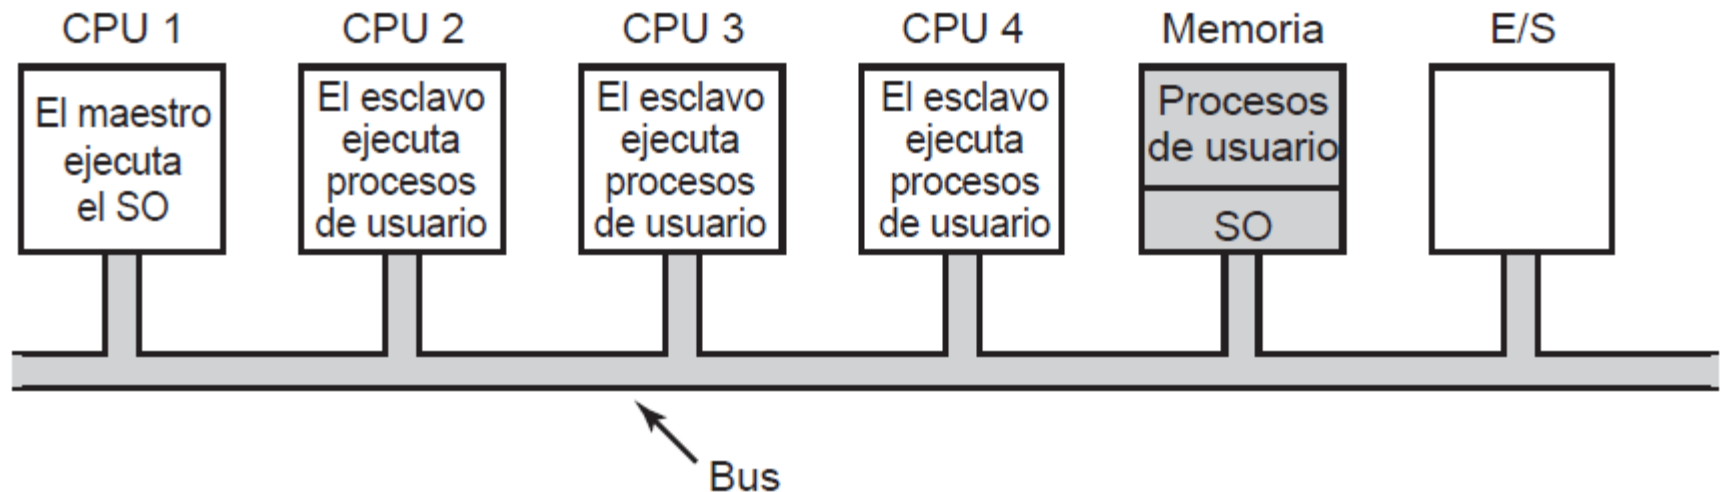 CPU 1
CPU 2
CPU 3
CPU 4
Memoria
E/S
El maestro
ejecuta
el SO
El esclavo
ejecuta
procesos
de usuario
El esclavo
ejecuta
procesos
de usuario
El esclavo
ejecuta
procesos
de usuario
Procesos
de usuario
SO
Bus